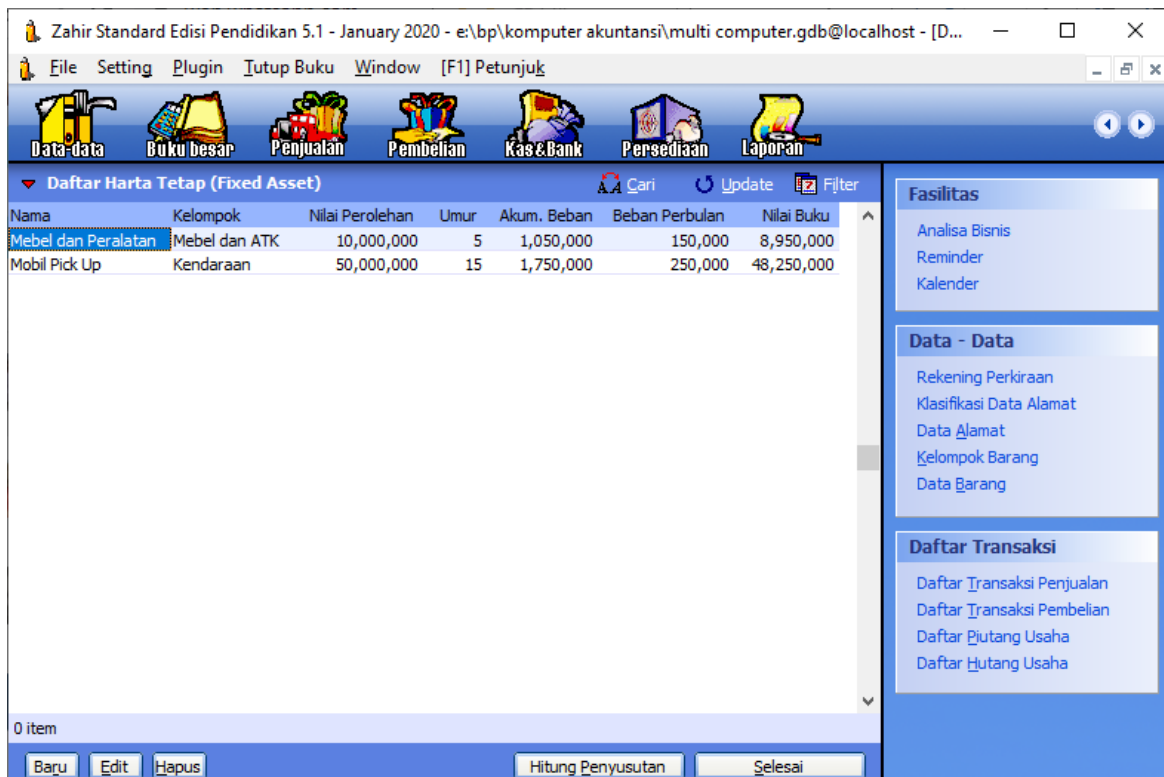 Zahir Standard Edisi Pendidikan 5.1 - January 2020 - e:\bp\komputer akuntansi\multi computer.gdb@localhost - [D...
File Setting Plugin Tutup Buku Window [F1] Petunjuk
Data-data Buku besar Penjualan Pembelian Kas&Bank Persediaan Laporan
Daftar Harta Tetap (Fixed Asset) Cari Update Filter
Nama Kelompok Nilai Perolehan Umur Akum. Beban Beban Perbulan Nilai Buku
Mebel dan Peralatan Mebel dan ATK 10,000,000 5 1,050,000 150,000 8,950,000
Mobil Pick Up Kendaraan 50,000,000 15 1,750,000 250,000 48,250,000
0 item
Baru Edit Hapus Hitung Penyusutan Selesai
Fasilitas
Analisa Bisnis
Reminder
Kalender
Data - Data
Rekening Perkiraan
Klasifikasi Data Alamat
Data Alamat
Kelompok Barang
Data Barang
Daftar Transaksi
Daftar Transaksi Penjualan
Daftar Transaksi Pembelian
Daftar Piutang Usaha
Daftar Hutang Usaha